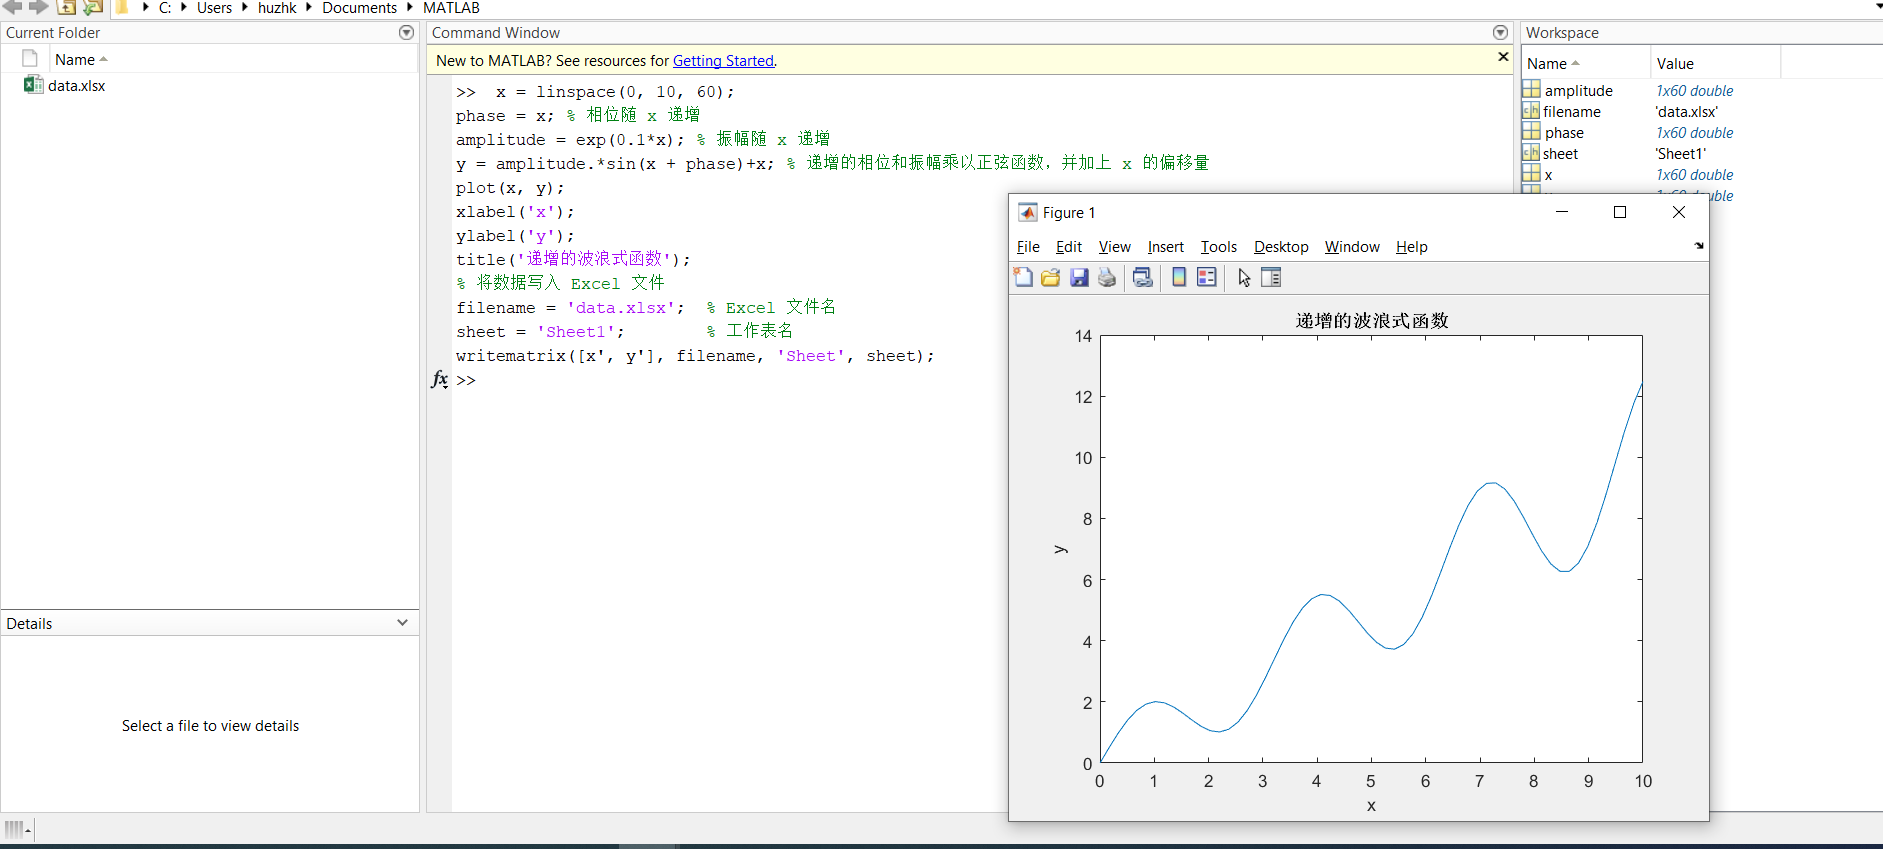 C: Users huzhk Documents MATLAB
Current Folder
Name
data.xlsx
Details
Select a file to view details
Command Window
New to MATLAB? See resources for Getting Started.
>>  x = linspace(0, 10, 60);
phase = x; % 相位随 x 递增
amplitude = exp(0.1*x); % 振幅随 x 递增
y = amplitude.*sin(x + phase)+x; % 递增的相位和振幅乘以正弦函数，并加上 x 的偏移量
plot(x, y);
xlabel('x');
ylabel('y');
title('递增的波浪式函数');
% 将数据写入 Excel 文件
filename = 'data.xlsx';  % Excel 文件名
sheet = 'Sheet1';        % 工作表名
writematrix([x', y'], filename, 'Sheet', sheet);
fx >>
Workspace
Name Value
amplitude 1x60 double
filename 'data.xlsx'
phase 1x60 double
sheet 'Sheet1'
x 1x60 double
1x60 double
Figure 1
File Edit View Insert Tools Desktop Window Help
递增的波浪式函数
14
12
10
8
6
4
2
0
y
0 1 2 3 4 5 6 7 8 9 10
x